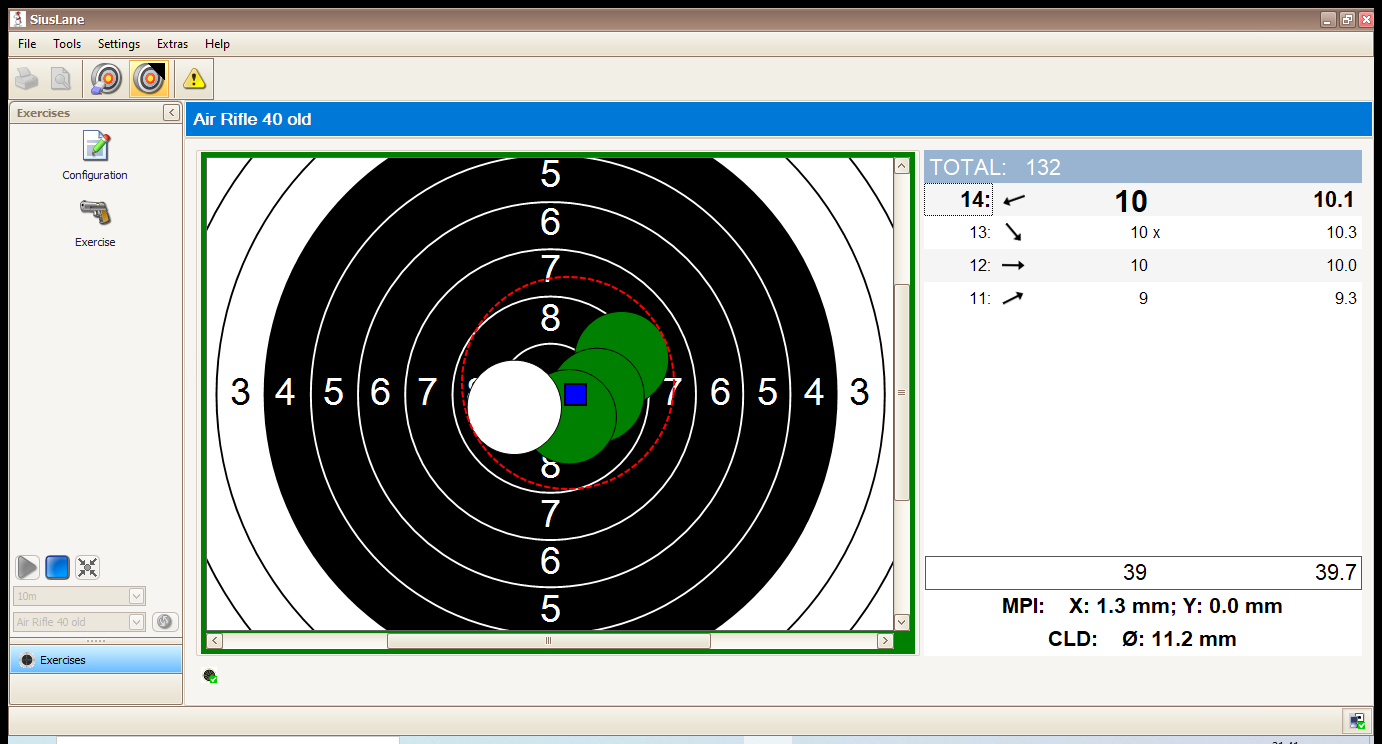 SiusLane
File Tools Settings Extras Help
Exercises
Configuration
Exercise
10m
Air Rifle 40 old
Exercises
Air Rifle 40 old
5
6
7
8
3 4 5 6 7 7 6 5 4 3
8
7
6
5
TOTAL: 132
14: 10 10.1
13: 10 x 10.3
12: 10 10.0
11: 9 9.3
39 39.7
MPI: X: 1.3 mm; Y: 0.0 mm
CLD: Ø: 11.2 mm